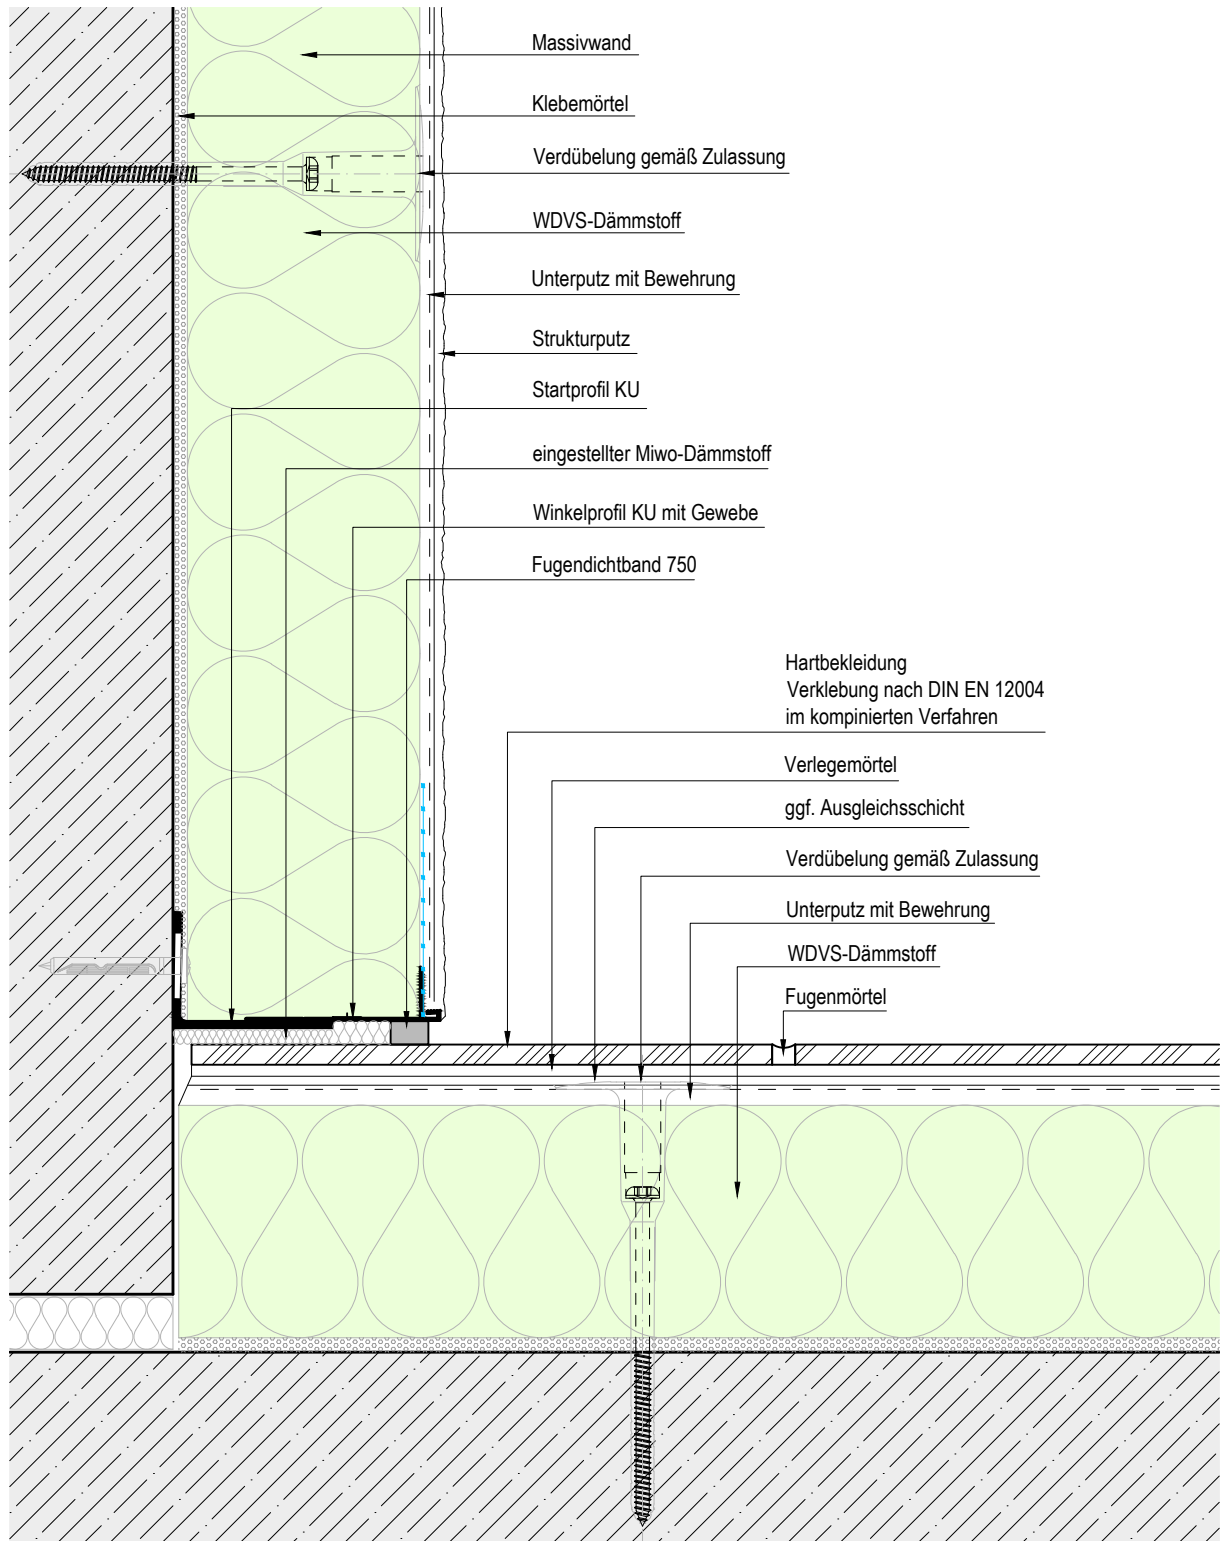 Massivwand
Klebemörtel
Verdübelung gemäß Zulassung
WDVS-Dämmstoff
Unterputz mit Bewehrung
Strukturputz
Startprofil KU
eingestellter Miwo-Dämmstoff
Winkelprofil KU mit Gewebe
Fugendichtband 750
Hartbekleidung
Verklebung nach DIN EN 12004
im kompinierten Verfahren
Verlegemörtel
ggf. Ausgleichsschicht
Verdübelung gemäß Zulassung
Unterputz mit Bewehrung
WDVS-Dämmstoff
Fugenmörtel